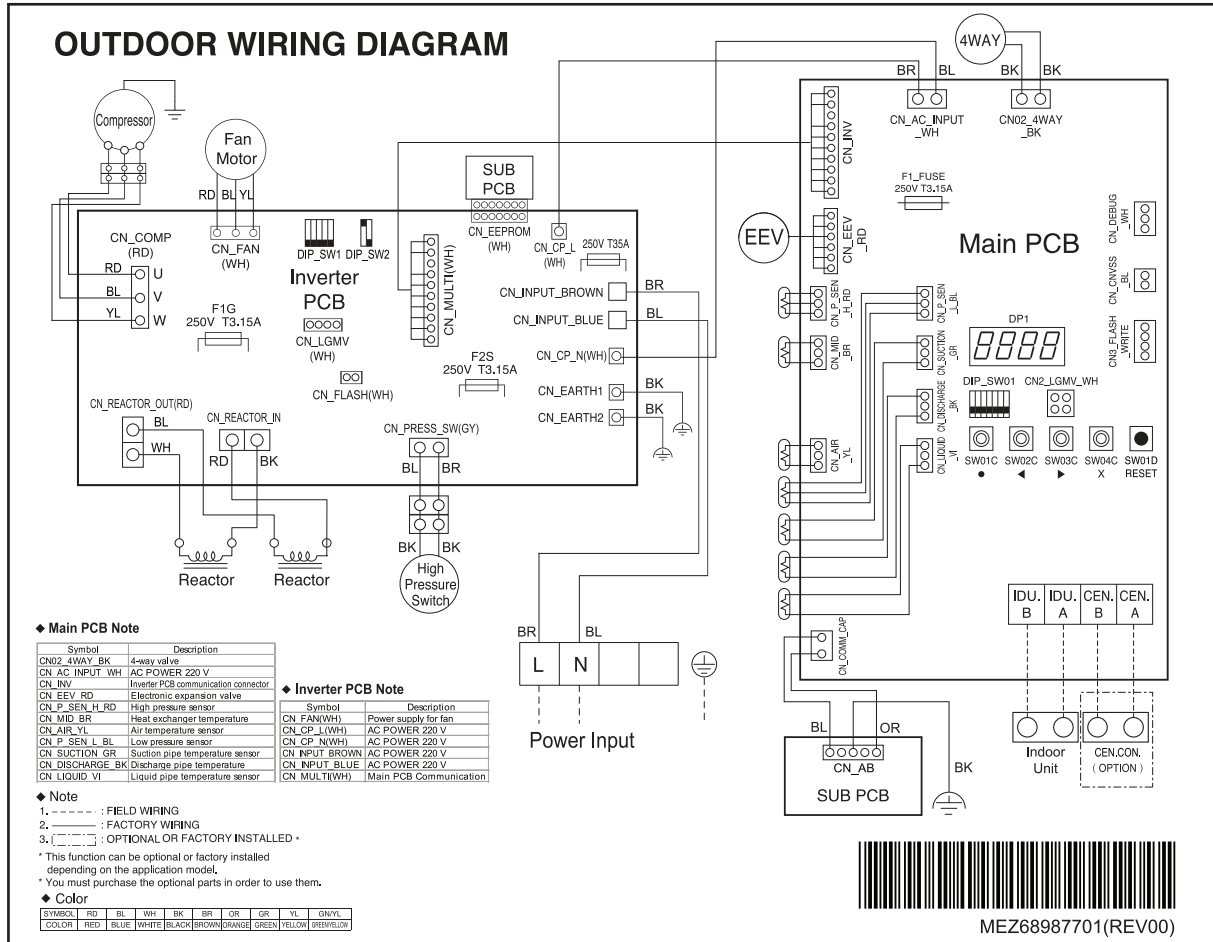 OUTDOOR WIRING DIAGRAM
Compressor
Fan
Motor
RD BL YL
SUB
PCB
CN_EEPROM
(WH)
CN_COMP
(RD)
CN_FAN
(WH)
DIP_SW1
DIP_SW2
Inverter
PCB
CN_MULTI(WH)
CN_CP_L
(WH)
250V T35A
RD
U
BL
V
YL
W
F1G
250V T3.15A
CN_LGMV
(WH)
CN_FLASH(WH)
F2S
250V T3.15A
CN_INPUT_BROWN
BR
CN_INPUT_BLUE
BL
CN_CP_N(WH)
CN_EARTH1
BK
CN_EARTH2
BK
CN_REACTOR_OUT(RD)
BL
WH
CN_REACTOR_IN
RD
BK
CN_PRESS_SW(GY)
BL
BR
BK
BK
High
Pressure
Switch
Reactor
Reactor
4WAY
BR BL
BK BK
CN_AC_INPUT
_WH
CN02_4WAY
_BK
CN_INV
F1_FUSE
250V T3.15A
EEV
CN_EEV
_RD
Main PCB
CN_DEBUG
_WH
CN_CNVSS
_BL
CN3_FLASH
_WRITE
CN_P_SEN
_H_RD
CN_MID
_BR
CN_AIR
_YL
CN_P_SEN
_L_BL
CN_SUCTION
_GR
CN_DISCHARGE
_BK
CN_LIQUID
_VI
DP1
8888
DIP_SW01
CN2_LGMV_WH
SW01C
●
SW02C
◀
SW03C
▶
SW04C
X
SW01D
RESET
IDU.
B
IDU.
A
CEN.
B
CEN.
A
Indoor
Unit
CEN.CON.
( OPTION )
CN_COMM_CAP
BL
OR
CN_AB
SUB PCB
BK
BR
BL
L
N
Power Input
◆ Main PCB Note
Symbol Description
CN02_4WAY_BK 4-way valve
CN_AC_INPUT_WH AC POWER 220 V
CN_INV Inverter PCB communication connector
CN_EEV_RD Electronic expansion valve
CN_P_SEN_H_RD High pressure sensor
CN_MID_BR Heat exchanger temperature
CN_AIR_YL Air temperature sensor
CN_P_SEN_L_BL Low pressure sensor
CN_SUCTION_GR Suction pipe temperature sensor
CN_DISCHARGE_BK Discharge pipe temperature
CN_LIQUID_VI Liquid pipe temperature sensor
◆ Inverter PCB Note
Symbol Description
CN_FAN(WH) Power supply for fan
CN_CP_L(WH) AC POWER 220 V
CN_CP_N(WH) AC POWER 220 V
CN_INPUT_BROWN AC POWER 220 V
CN_INPUT_BLUE AC POWER 220 V
CN_MULTI(WH) Main PCB Communication
◆ Note
1. ------ : FIELD WIRING
2. ——— : FACTORY WIRING
3. : OPTIONAL OR FACTORY INSTALLED *
* This function can be optional or factory installed
depending on the application model.
* You must purchase the optional parts in order to use them.
◆ Color
SYMBOL RD BL WH BK BR OR GR YL GN/YL
COLOR RED BLUE WHITE BLACK BROWN ORANGE GREEN YELLOW GREEN/YELLOW
MEZ68987701(REV00)